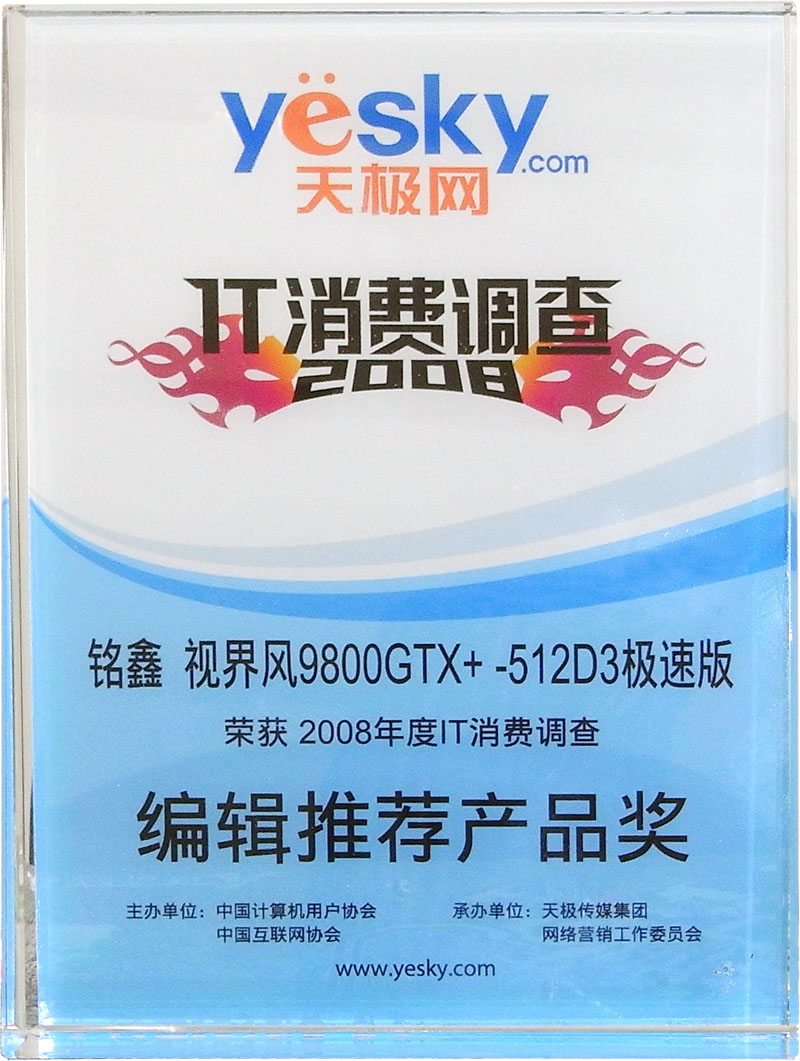 yësky.com
天极网
IT消费调查
2008
铭鑫 视界风9800GTX+ -512D3极速版
荣获 2008年度IT消费调查
编辑推荐产品奖
主办单位：中国计算机用户协会 承办单位：天极传媒集团
中国互联网协会 网络营销工作委员会
www.yesky.com